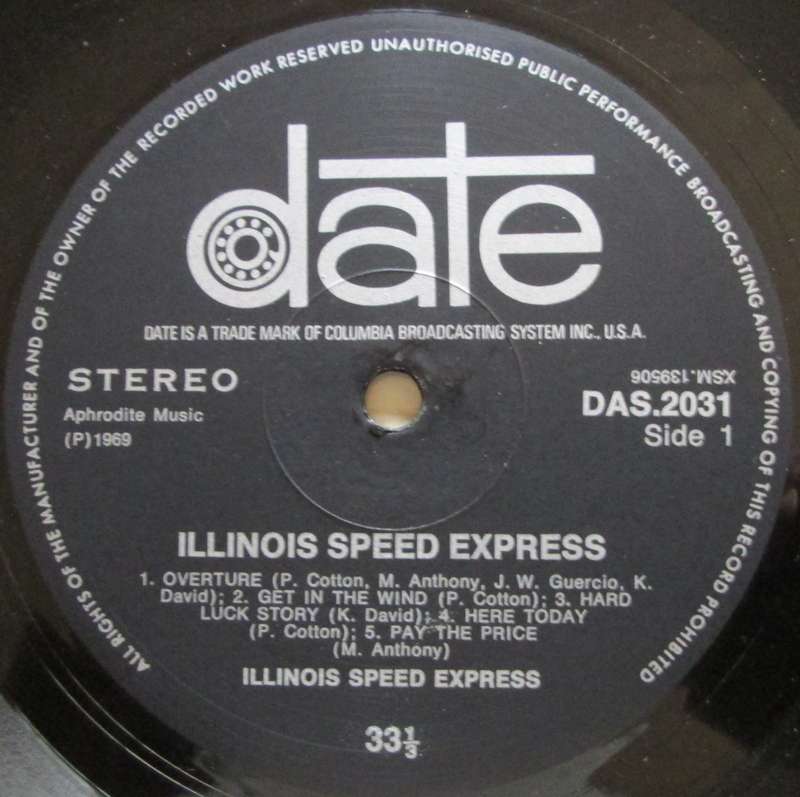 ALL RIGHTS OF THE MANUFACTURER AND OF THE OWNER OF THE RECORDED WORK RESERVED UNAUTHORISED PUBLIC PERFORMANCE BROADCASTING AND COPYING OF THIS RECORD PROHIBITED
date
DATE IS A TRADE MARK OF COLUMBIA BROADCASTING SYSTEM INC., U.S.A.
STEREO
Aphrodite Music
(P)1969
XSM.139506
DAS.2031
Side 1
ILLINOIS SPEED EXPRESS
1. OVERTURE (P. Cotton, M. Anthony, J. W. Guercio, K.
David); 2. GET IN THE WIND (P. Cotton); 3. HARD
LUCK STORY (K. David); 4. HERE TODAY
(P. Cotton); 5. PAY THE PRICE
(M. Anthony)
ILLINOIS SPEED EXPRESS
33⅓